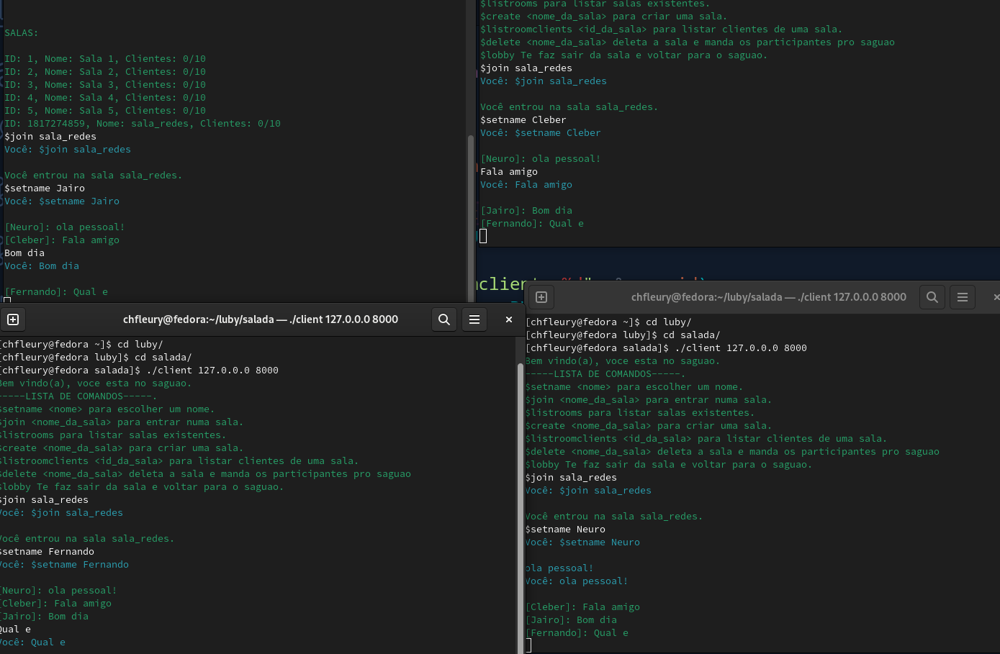 SALAS:
ID: 1, Nome: Sala 1, Clientes: 0/10
ID: 2, Nome: Sala 2, Clientes: 0/10
ID: 3, Nome: Sala 3, Clientes: 0/10
ID: 4, Nome: Sala 4, Clientes: 0/10
ID: 5, Nome: Sala 5, Clientes: 0/10
ID: 1817274859, Nome: sala_redes, Clientes: 0/10
$join sala_redes
Você: $join sala_redes
Você entrou na sala sala_redes.
$setname Jairo
Você: $setname Jairo
[Neuro]: ola pessoal!
[Cleber]: Fala amigo
Bom dia
Você: Bom dia
[Fernando]: Qual e
$listrooms para listar salas existentes.
$create <nome_da_sala> para criar uma sala.
$listroomclients <id_da_sala> para listar clientes de uma sala.
$delete <nome_da_sala> deleta a sala e manda os participantes pro saguao
$lobby Te faz sair da sala e voltar para o saguao.
$join sala_redes
Você: $join sala_redes
Você entrou na sala sala_redes.
$setname Cleber
Você: $setname Cleber
[Neuro]: ola pessoal!
Fala amigo
Você: Fala amigo
[Jairo]: Bom dia
[Fernando]: Qual e
chfleury@fedora:~/luby/salada — ./client 127.0.0.0 8000
[chfleury@fedora ~]$ cd luby/
[chfleury@fedora luby]$ cd salada/
[chfleury@fedora salada]$ ./client 127.0.0.0 8000
Bem vindo(a), voce esta no saguao.
-----LISTA DE COMANDOS-----.
$setname <nome> para escolher um nome.
$join <nome_da_sala> para entrar numa sala.
$listrooms para listar salas existentes.
$create <nome_da_sala> para criar uma sala.
$listroomclients <id_da_sala> para listar clientes de uma sala.
$delete <nome_da_sala> deleta a sala e manda os participantes pro saguao
$lobby Te faz sair da sala e voltar para o saguao.
$join sala_redes
Você: $join sala_redes
Você entrou na sala sala_redes.
$setname Fernando
Você: $setname Fernando
[Neuro]: ola pessoal!
[Cleber]: Fala amigo
[Jairo]: Bom dia
Qual e
Você: Qual e
chfleury@fedora:~/luby/salada — ./client 127.0.0.0 8000
[chfleury@fedora ~]$ cd luby/
[chfleury@fedora luby]$ cd salada/
[chfleury@fedora salada]$ ./client 127.0.0.0 8000
Bem vindo(a), voce esta no saguao.
-----LISTA DE COMANDOS-----.
$setname <nome> para escolher um nome.
$join <nome_da_sala> para entrar numa sala.
$listrooms para listar salas existentes.
$create <nome_da_sala> para criar uma sala.
$listroomclients <id_da_sala> para listar clientes de uma sala.
$delete <nome_da_sala> deleta a sala e manda os participantes pro saguao
$lobby Te faz sair da sala e voltar para o saguao.
$join sala_redes
Você: $join sala_redes
Você entrou na sala sala_redes.
$setname Neuro
Você: $setname Neuro
ola pessoal!
Você: ola pessoal!
[Cleber]: Fala amigo
[Jairo]: Bom dia
[Fernando]: Qual e